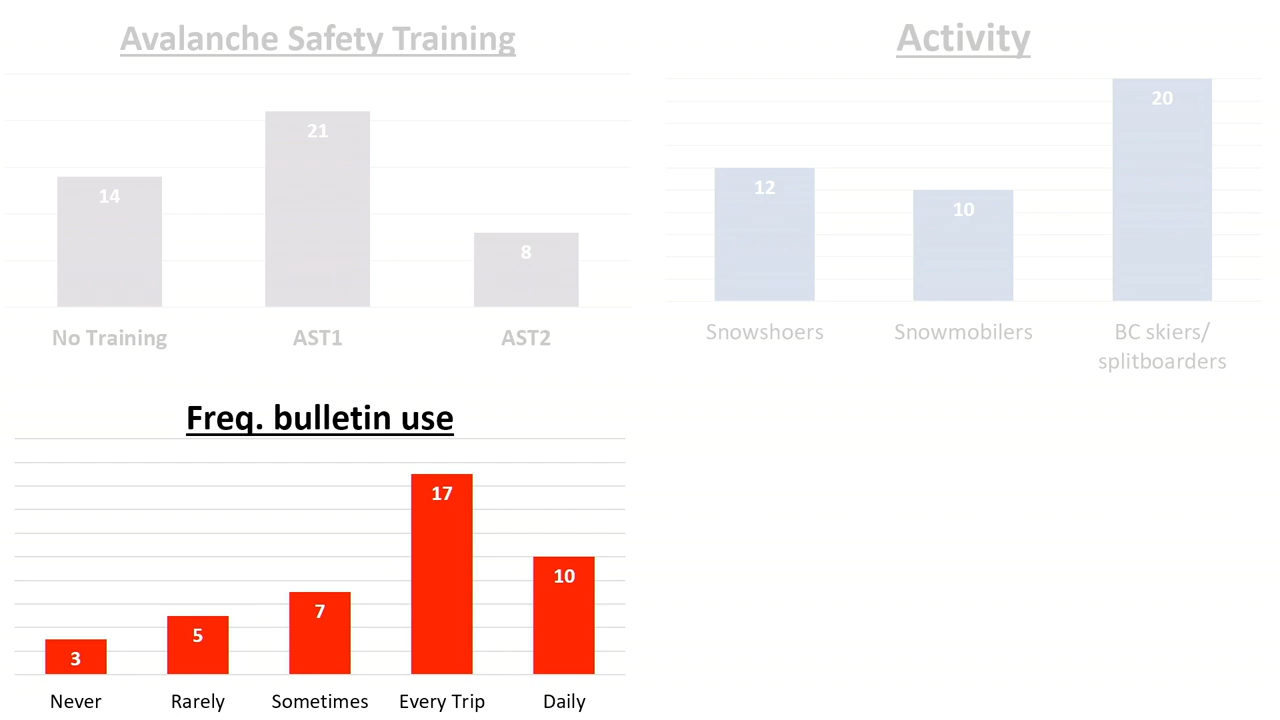 Avalanche Safety Training
14
21
8
No Training
AST1
AST2
Activity
12
10
20
Snowshoers
Snowmobilers
BC skiers/
splitboarders
Freq. bulletin use
3
5
7
17
10
Never
Rarely
Sometimes
Every Trip
Daily